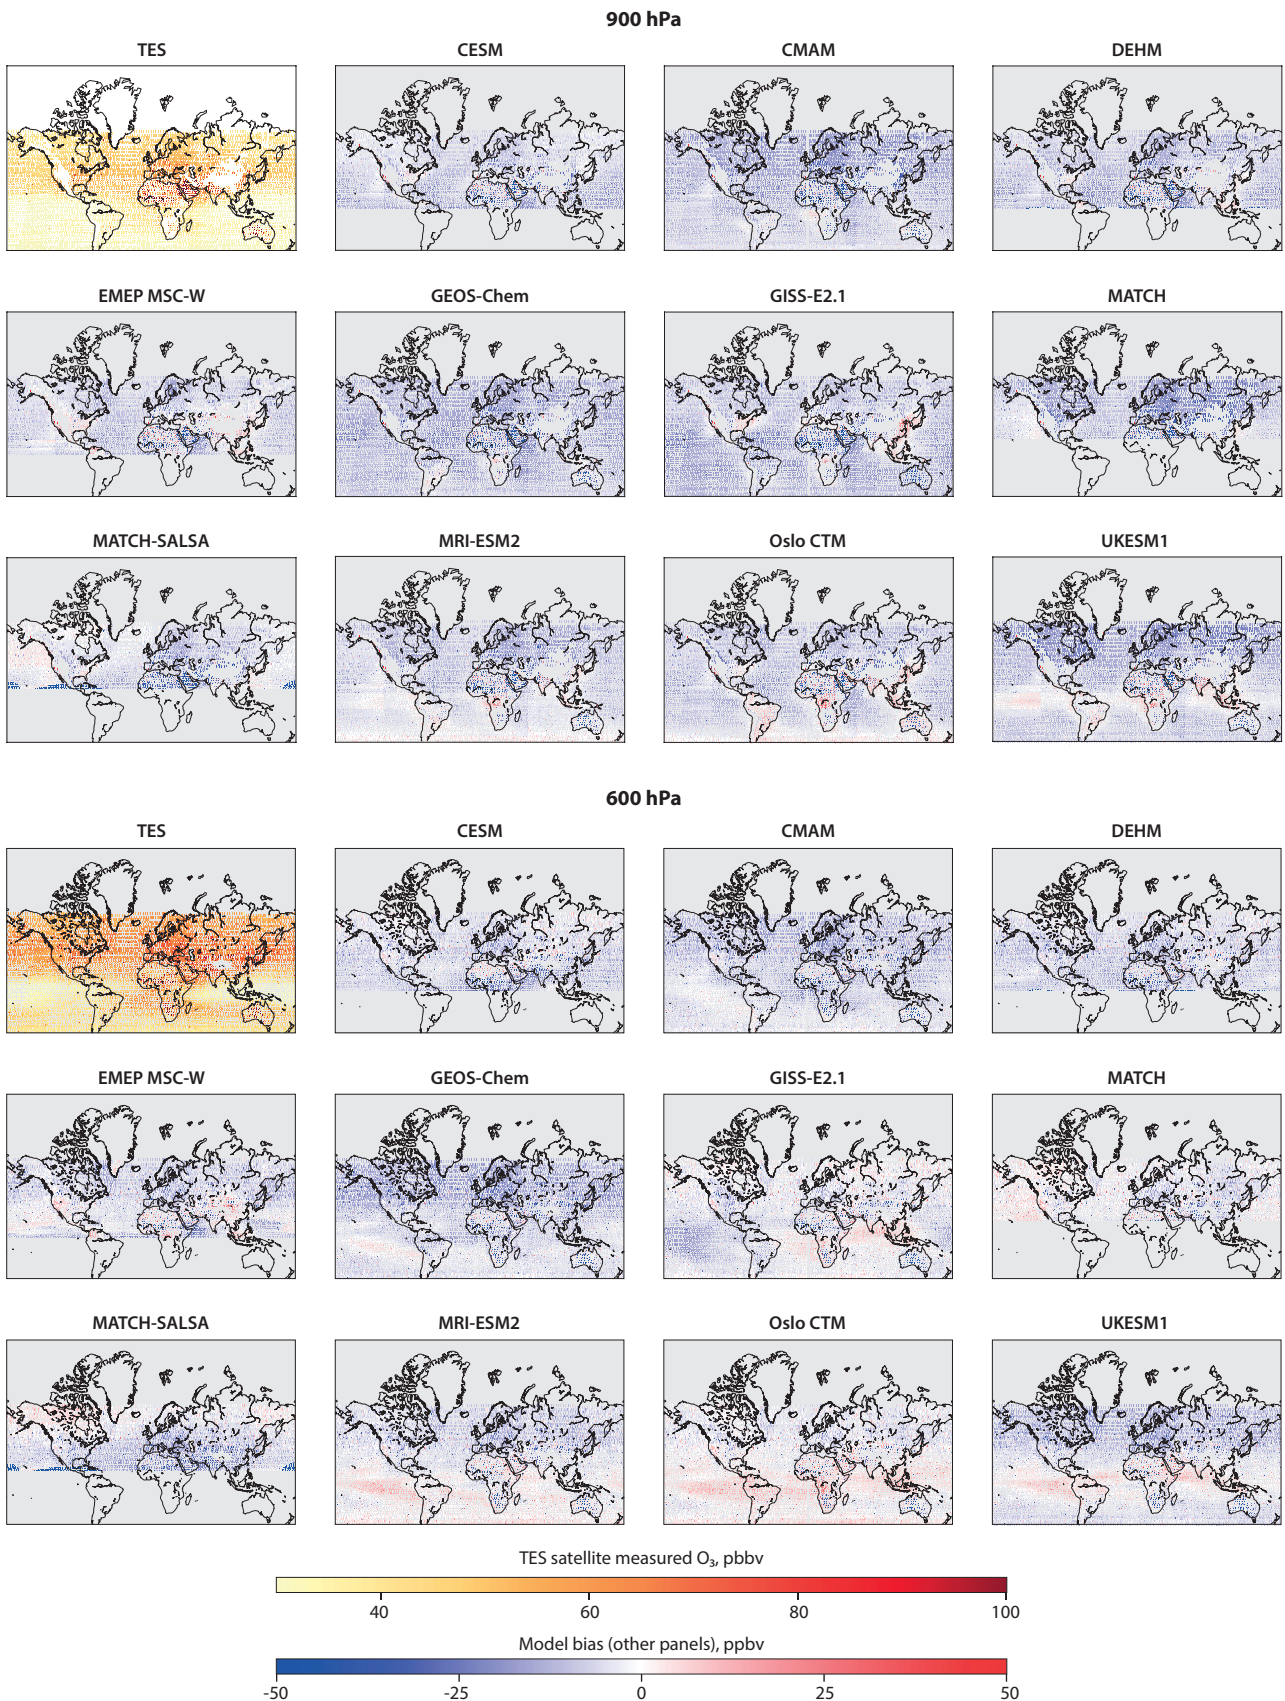 900 hPa
TES CESM CMAM DEHM
EMEP MSC-W GEOS-Chem GISS-E2.1 MATCH
MATCH-SALSA MRI-ESM2 Oslo CTM UKESM1
600 hPa
TES CESM CMAM DEHM
EMEP MSC-W GEOS-Chem GISS-E2.1 MATCH
MATCH-SALSA MRI-ESM2 Oslo CTM UKESM1
TES satellite measured O₃, pbbv
40 60 80 100
Model bias (other panels), ppbv
-50 -25 0 25 50